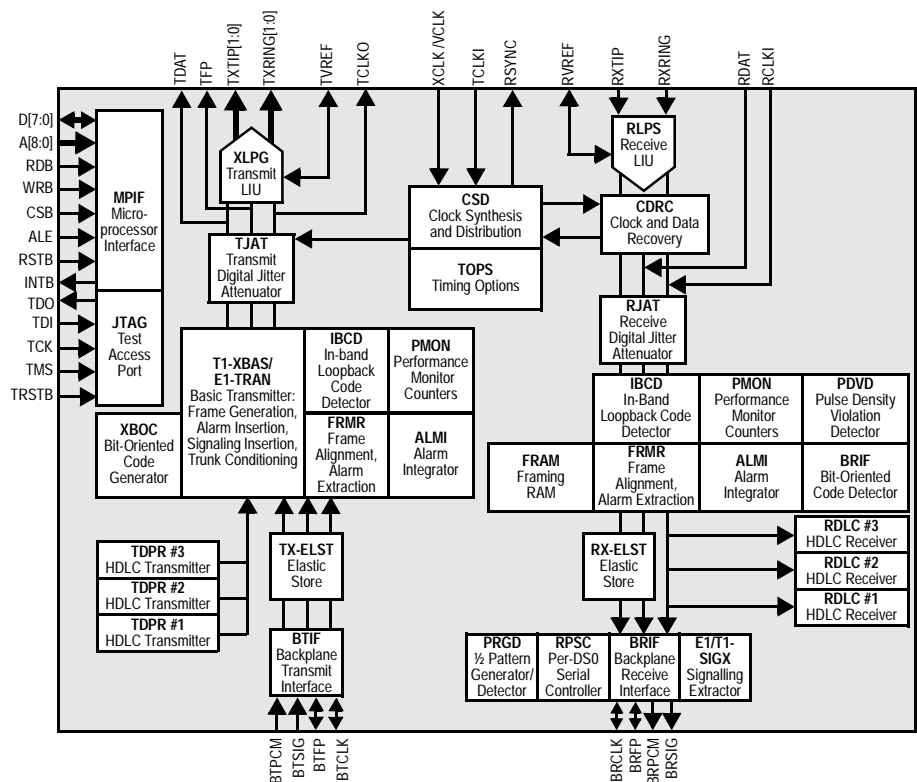 TDAT
TFP
TXTIP[1:0]
TXRING[1:0]
TVREF
TCLKO
XCLK /VCLK
TCLKI
RSYNC
RVREF
RXTIP
RXRING
RDAT
RCLKI
D[7:0]
A[8:0]
RDB
WRB
CSB
ALE
RSTB
INTB
TDO
TDI
TCK
TMS
TRSTB
MPIF
Micro-
processor
Interface
JTAG
Test
Access
Port
XLPG
Transmit
LIU
TJAT
Transmit
Digital Jitter
Attenuator
CSD
Clock Synthesis
and Distribution
TOPS
Timing Options
RLPS
Receive
LIU
CDRC
Clock and Data
Recovery
RJAT
Receive
Digital Jitter
Attenuator
XBOC
Bit-Oriented
Code
Generator
T1-XBAS/
E1-TRAN
Basic Transmitter:
Frame Generation,
Alarm Insertion,
Signaling Insertion,
Trunk Conditioning
IBCD
In-band
Loopback
Code
Detector
PMON
Performance
Monitor
Counters
FRMR
Frame
Alignment,
Alarm
Extraction
ALMI
Alarm
Integrator
IBCD
In-Band
Loopback Code
Detector
PMON
Performance
Monitor
Counters
PDVD
Pulse Density
Violation
Detector
FRAM
Framing
RAM
FRMR
Frame
Alignment,
Alarm Extraction
ALMI
Alarm
Integrator
BRIF
Bit-Oriented
Code Detector
TDPR #3
HDLC Transmitter
TDPR #2
HDLC Transmitter
TDPR #1
HDLC Transmitter
TX-ELST
Elastic
Store
BTIF
Backplane
Transmit
Interface
RX-ELST
Elastic
Store
RDLC #3
HDLC Receiver
RDLC #2
HDLC Receiver
RDLC #1
HDLC Receiver
PRGD
½ Pattern
Generator/
Detector
RPSC
Per-DS0
Serial
Controller
BRIF
Backplane
Receive
Interface
E1/T1-
SIGX
Signalling
Extractor
BTPCM
BTSIG
BTFP
BTCLK
BRCLK
BRFP
BRPCM
BRSIG